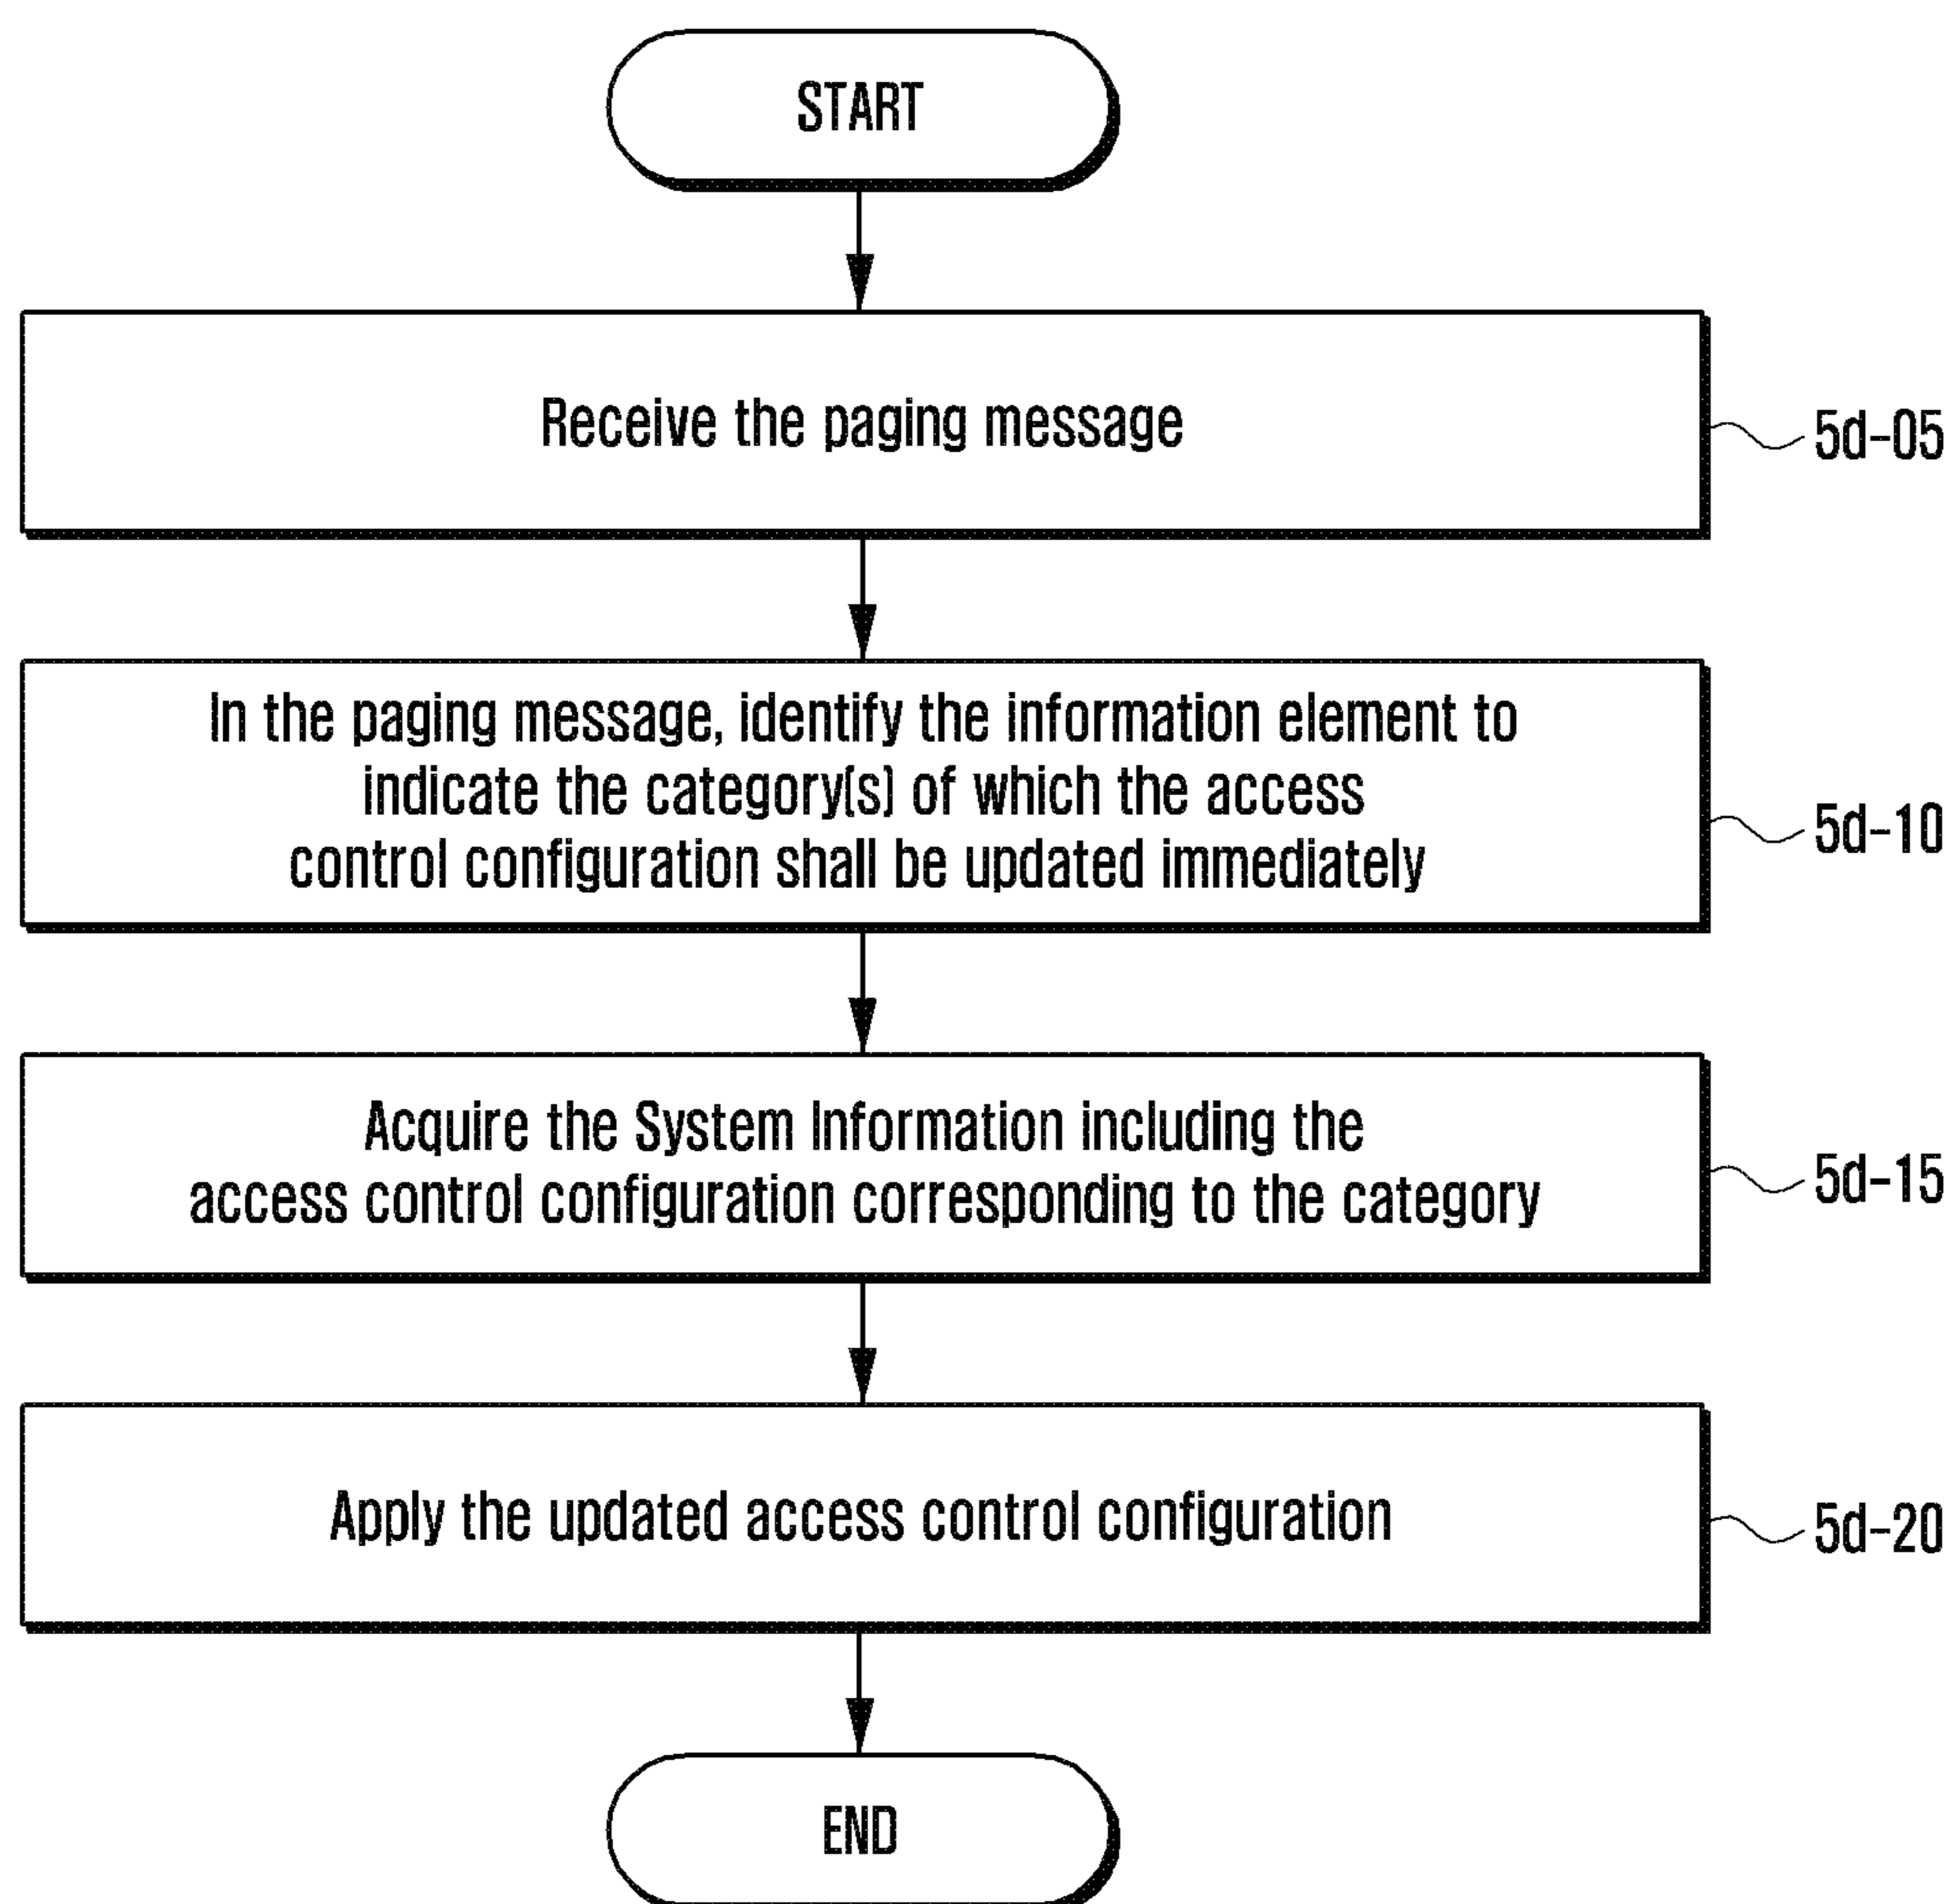 START
Receive the paging message
5d-05
In the paging message, identify the information element to
indicate the category(s) of which the access
control configuration shall be updated immediately
5d-10
Acquire the System Information including the
access control configuration corresponding to the category
5d-15
Apply the updated access control configuration
5d-20
END